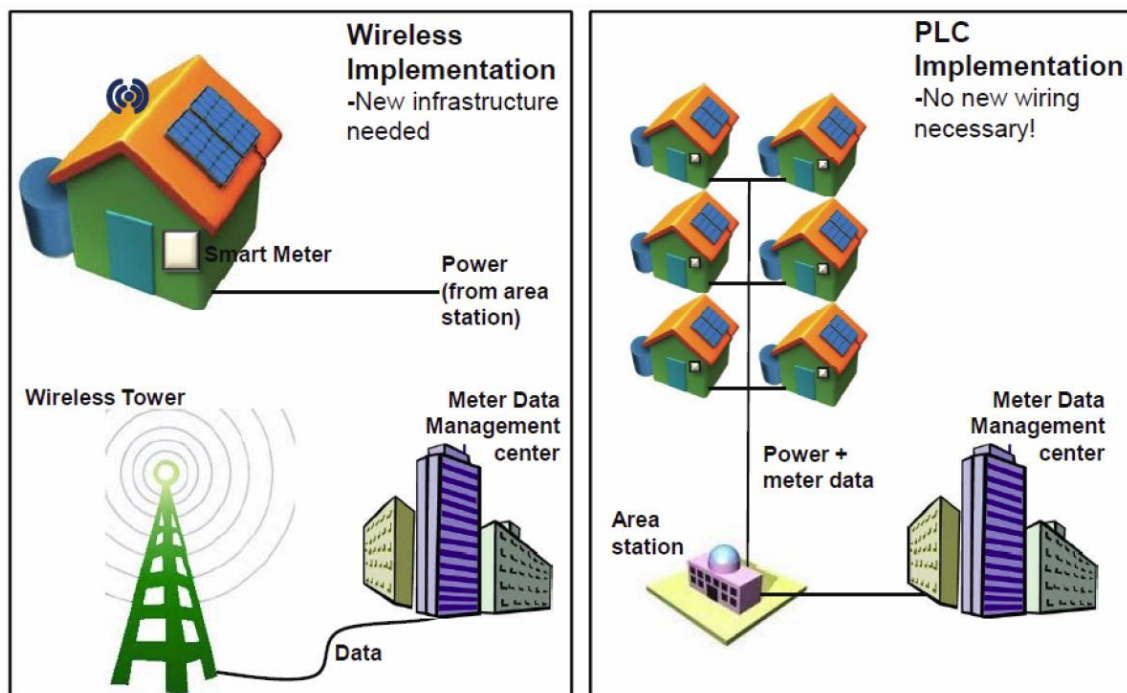 Wireless
Implementation
-New infrastructure
needed
Smart Meter
Power
(from area
station)
Wireless Tower
Meter Data
Management
center
Data
PLC
Implementation
-No new wiring
necessary!
Power +
meter data
Meter Data
Management
center
Area
station